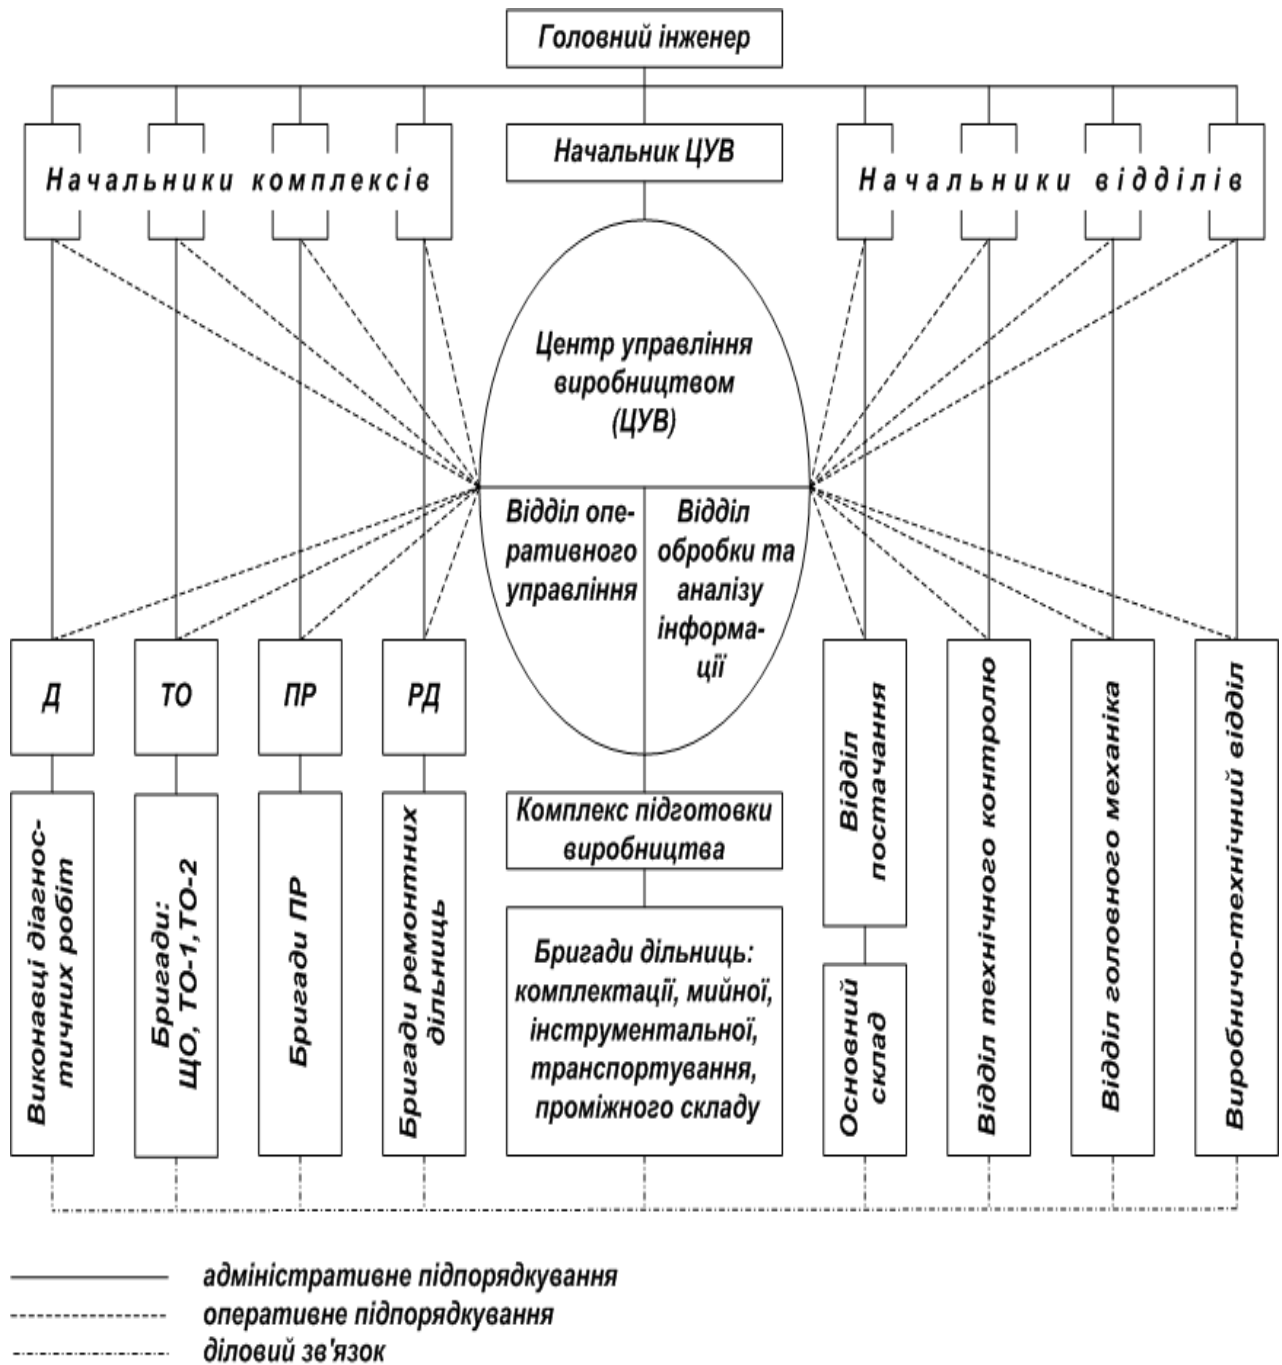 Головний інженер
Начальники комплексів
Начальник ЦУВ
Начальники відділів
Центр управління
виробництвом
(ЦУВ)
Відділ опе-
ративного
управління
Відділ
обробки та
аналізу
інформа-
ції
Д
ТО
ПР
РД
Виконавці діагнос-
тичних робіт
Бригади:
ЩО, ТО-1,ТО-2
Бригади ПР
Бригади ремонтних
дільниць
Комплекс підготовки
виробництва
Бригади дільниць:
комплектації, мийної,
інструментальної,
транспортування,
проміжного складу
Відділ
постачання
Основний
склад
Відділ технічного контролю
Відділ головного механіка
Виробничо-технічний відділ
адміністративне підпорядкування
оперативне підпорядкування
діловий зв'язок